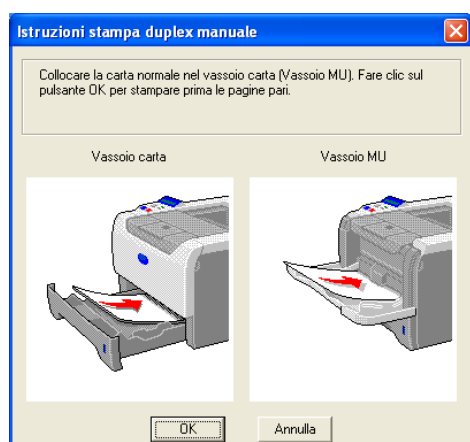 Istruzioni stampa duplex manuale
Collocare la carta normale nel vassoio carta (Vassoio MU). Fare clic sul
pulsante OK per stampare prima le pagine pari.
Vassoio carta
Vassoio MU
OK
Annulla